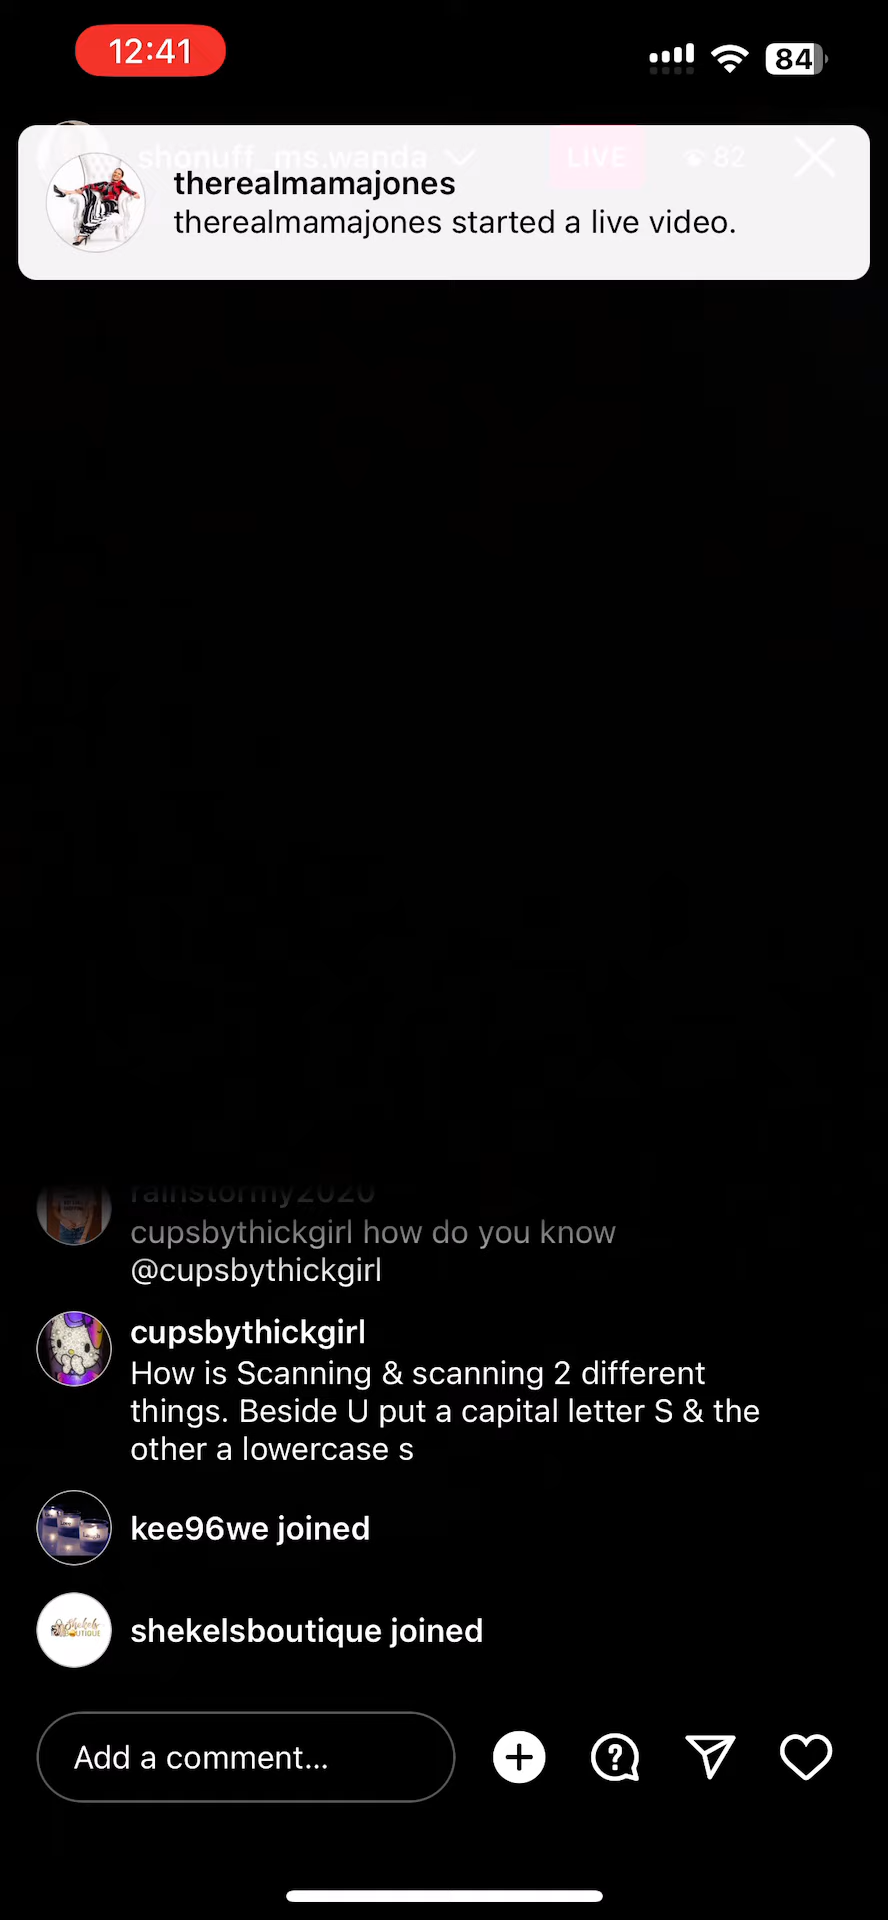 12:41
84
shonuff_ms.wanda
LIVE
82
therealmamajones
therealmamajones started a live video.
rainstormy2020
cupsbythickgirl how do you know
@cupsbythickgirl
cupsbythickgirl
How is Scanning & scanning 2 different
things. Beside U put a capital letter S & the
other a lowercase s
kee96we joined
shekelsboutique joined
Add a comment...